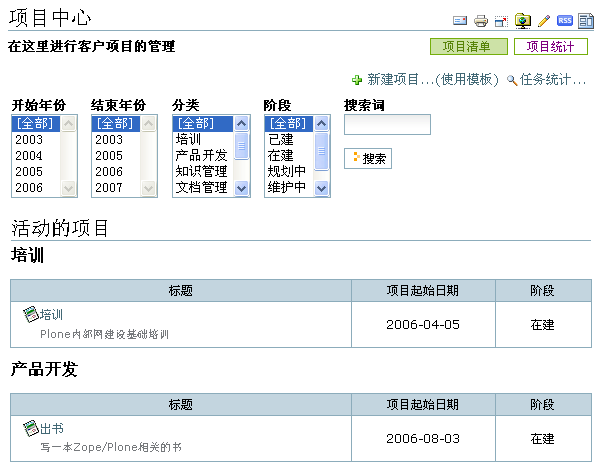 项目中心
RSS
在这里进行客户项目的管理 项目清单 项目统计
新建项目...(使用模板) 任务统计...
开始年份 结束年份 分类 阶段 搜索词
[全部] [全部] [全部] [全部]
2003 2003 培训 已建
2004 2005 产品开发 在建
2005 2006 知识管理 规划中
2006 2007 文档管理 维护中
搜索
活动的项目
培训
标题 项目起始日期 阶段
培训 2006-04-05 在建
Plone内部网建设基础培训
产品开发
标题 项目起始日期 阶段
出书 2006-08-03 在建
写一本Zope/Plone相关的书